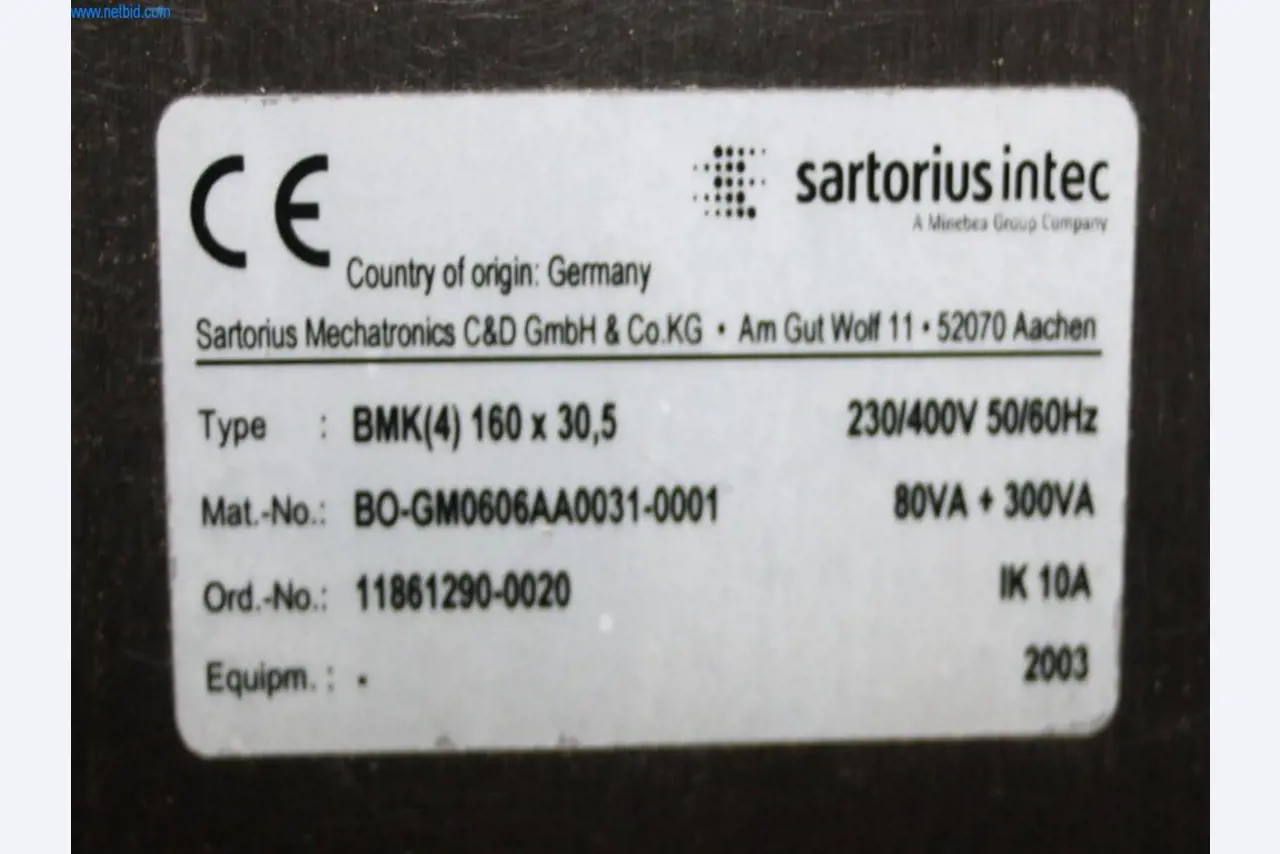 www.netbid.com
CE
sartorius intec
A Minebea Group Company
Country of origin: Germany
Sartorius Mechatronics C&D GmbH & Co.KG • Am Gut Wolf 11 • 52070 Aachen
Type : BMK(4) 160 x 30,5 230/400V 50/60Hz
Mat.-No.: BO-GM0606AA0031-0001 80VA + 300VA
Ord.-No.: 11861290-0020 IK 10A
Equipm. : - 2003